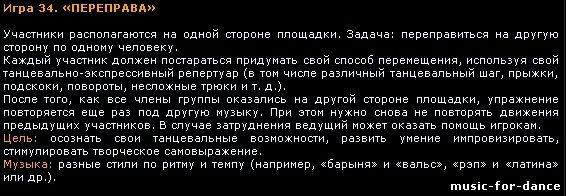 Игра 34. «ПЕРЕПРАВА»
Участники располагаются на одной стороне площадки. Задача: переправиться на другую
сторону по одному человеку.
Каждый участник должен постараться придумать свой способ перемещения, используя свой
танцевально-экспрессивный репертуар (в том числе различный танцевальный шаг, прыжки,
подскоки, повороты, несложные трюки и т. д.).
После того, как все члены группы оказались на другой стороне площадки, упражнение
повторяется еще раз под другую музыку. При этом нужно снова не повторять движения
предыдущих участников. В случае затруднения ведущий может оказать помощь игрокам.
Цель: осознать свои танцевальные возможности, развить умение импровизировать,
стимулировать творческое самовыражение.
Музыка: разные стили по ритму и темпу (например, «барыня» и «вальс», «рэп» и «латина»
или др.).
music-for-dance